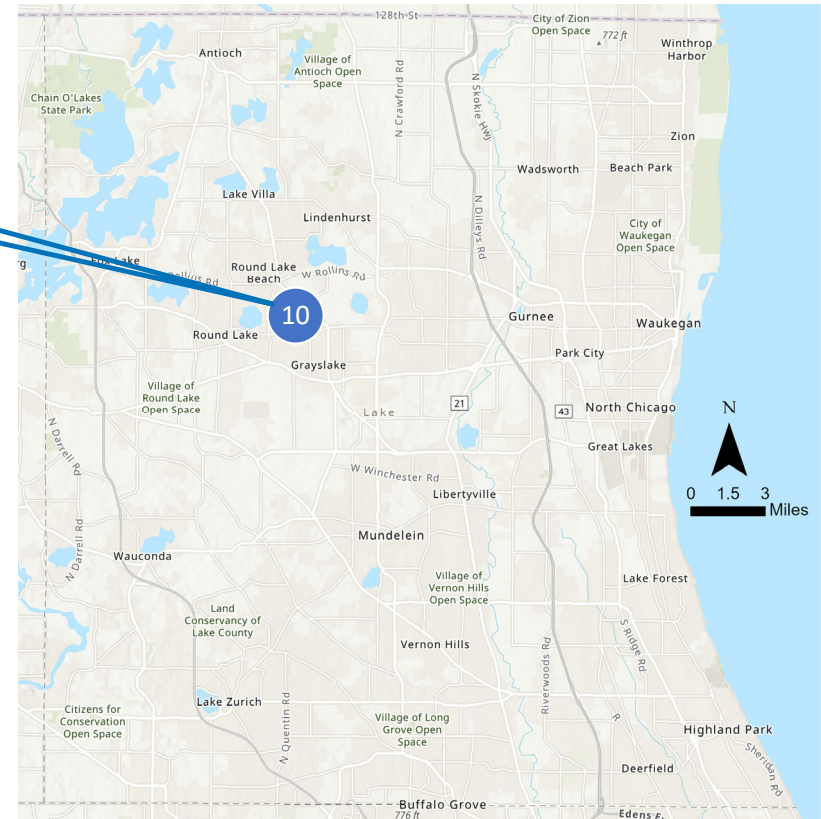 128th St
City of Zion
Open Space
772 ft
Winthrop
Harbor
Antioch
Village of
Antioch Open
Space
N Crawford Rd
N Skokie Hwy
Chain O'Lakes
State Park
Zion
Wadsworth
Beach Park
Lake Villa
Lindenhurst
N Dilleys Rd
City of
Waukegan
Open Space
rg
Fox Lake
Rollins Rd
Round Lake
Beach
W Rollins Rd
10
Gurnee
Waukegan
Round Lake
Park City
Grayslake
Village of
Round Lake
Open Space
Lake
21
43
North Chicago
N
N Darrell Rd
Great Lakes
W Winchester Rd
Libertyville
0 1.5 3
Miles
Mundelein
N Darrell Rd
Wauconda
Village of
Vernon Hills
Open Space
Lake Forest
Land
Conservancy of
Lake County
S Ridge Rd
Vernon Hills
Riverwoods Rd
Lake Zurich
N Quentin Rd
Citizens for
Conservation
Open Space
Village of Long
Grove Open
Space
R
Highland Park
Sheridan Rd
Deerfield
Buffalo Grove
776 ft
Edens